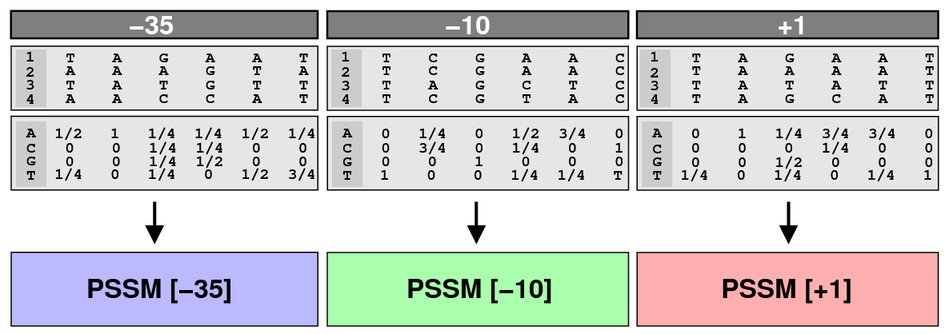 −35
1 T A G A A T
2 A A A G T A
3 T A T G T T
4 A A C C A T
A 1/2 1 1/4 1/4 1/2 1/4
C 0 0 1/4 1/4 0 0
G 0 0 1/4 1/2 0 0
T 1/4 0 1/4 0 1/2 3/4
PSSM [−35]
−10
1 T C G A A C
2 T C G A A C
3 T A G C T C
4 T C G T A C
A 0 1/4 0 1/2 3/4 0
C 0 3/4 0 1/4 0 1
G 0 0 1 0 0 0
T 1 0 0 1/4 1/4 T
PSSM [−10]
+1
1 T A G A A T
2 T A A A A T
3 T A T A T T
4 T A G C A T
A 0 1 1/4 3/4 3/4 0
C 0 0 0 1/4 0 0
G 0 0 1/2 0 0 0
T 1/4 0 1/4 0 1/4 1
PSSM [+1]